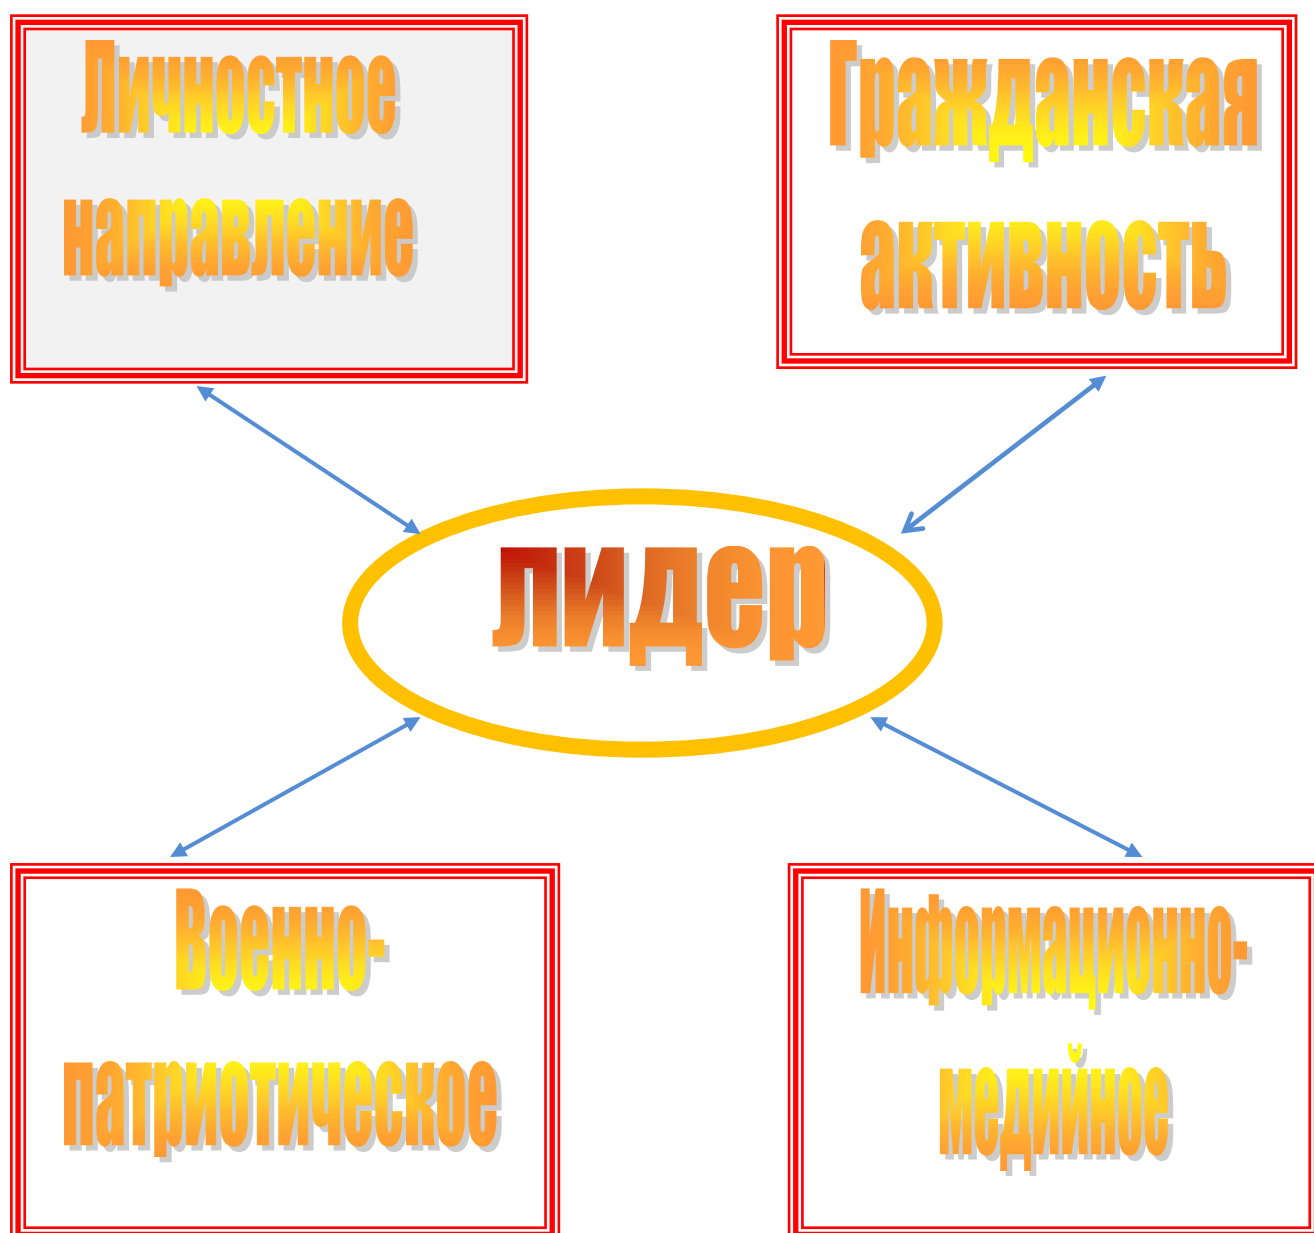 Личностное
направление
Гражданская
активность
лидер
Военно-
патриотическое
Информационно-
медийное